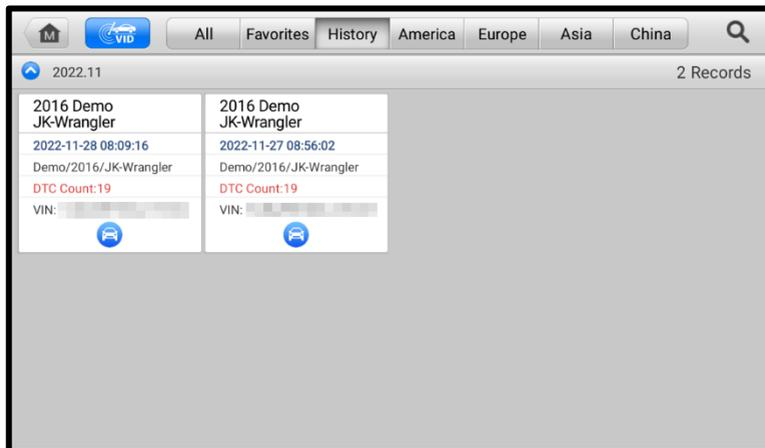 M VID All Favorites History America Europe Asia China
2022.11 2 Records
2016 Demo
JK-Wrangler
2022-11-28 08:09:16
Demo/2016/JK-Wrangler
DTC Count:19
VIN:
2016 Demo
JK-Wrangler
2022-11-27 08:56:02
Demo/2016/JK-Wrangler
DTC Count:19
VIN: